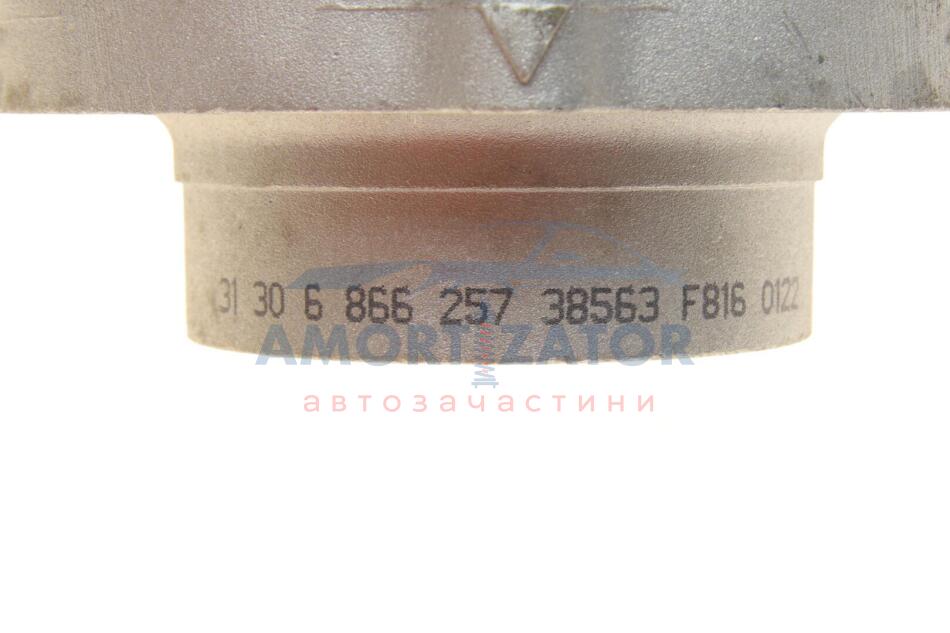 31 30 6 866 257 38563 F816 0122
AMORTIZATOR
автозачастини